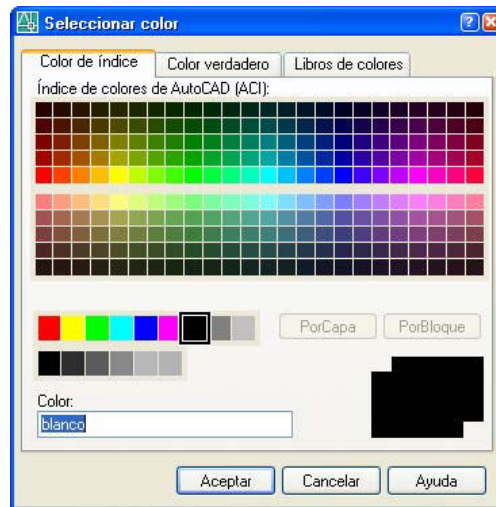 Seleccionar color
Color de índice Color verdadero Libros de colores
Índice de colores de AutoCAD (ACI):
PorCapa PorBloque
Color:
blanco
Aceptar Cancelar Ayuda